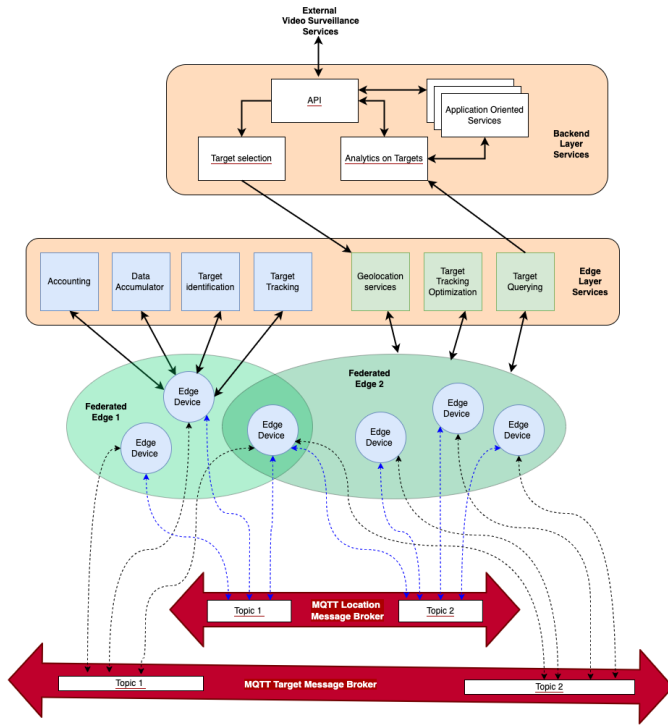 External
Video Surveillance
Services
API
Application Oriented
Services
Backend
Layer
Services
Target selection
Analytics on Targets
Accounting
Data
Accumulator
Target
identification
Target
Tracking
Geolocation
services
Target
Tracking
Optimization
Target
Querying
Edge
Layer
Services
Federated
Edge 1
Edge
Device
Federated
Edge 2
Edge
Device
Edge
Device
Edge
Device
Edge
Device
Edge
Device
Topic 1
MQTT Location
Message Broker
Topic 2
Topic 1
MQTT Target Message Broker
Topic 2